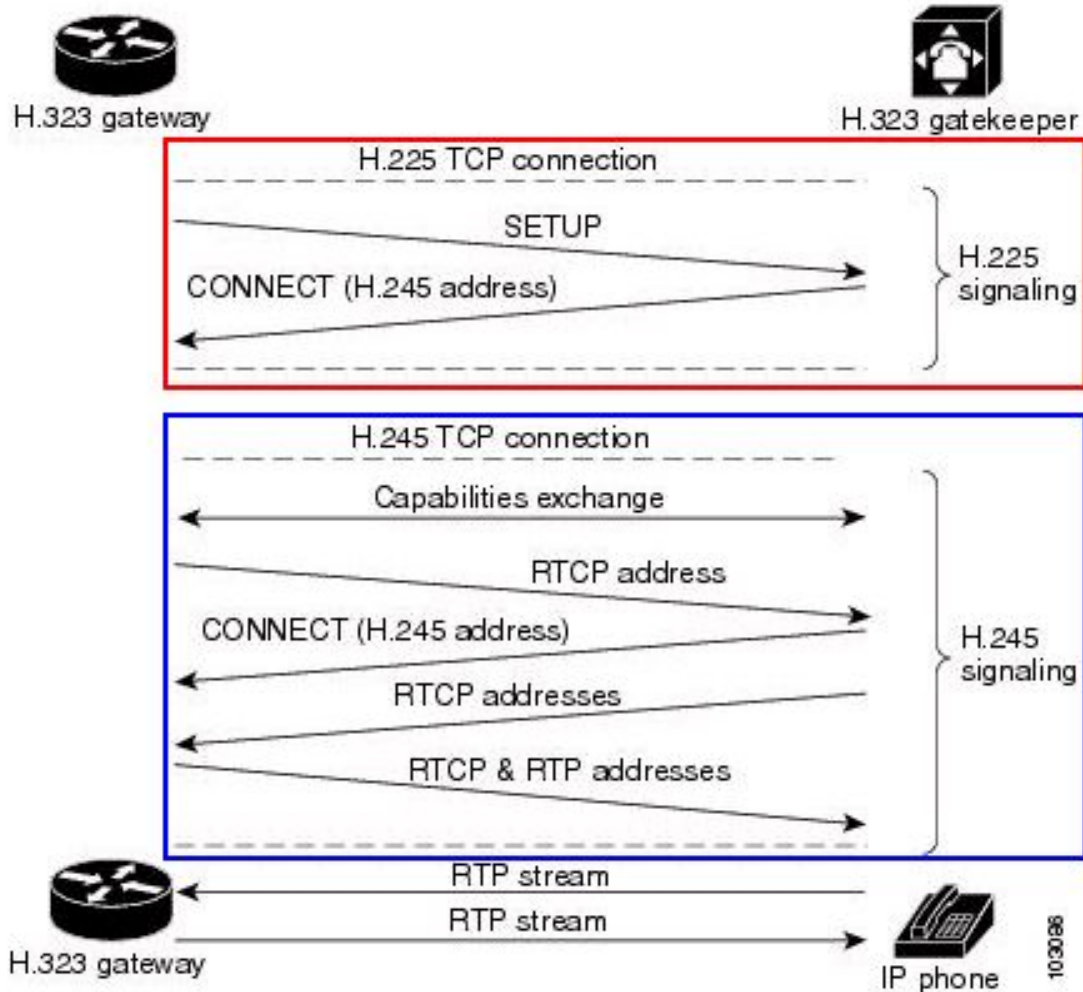 H.323 gateway
H.323 gatekeeper
H.225 TCP connection
SETUP
CONNECT (H.245 address)
H.225
signaling
H.245 TCP connection
Capabilities exchange
RTCP address
CONNECT (H.245 address)
RTCP addresses
RTCP & RTP addresses
H.245
signaling
RTP stream
RTP stream
H.323 gateway
IP phone
103096